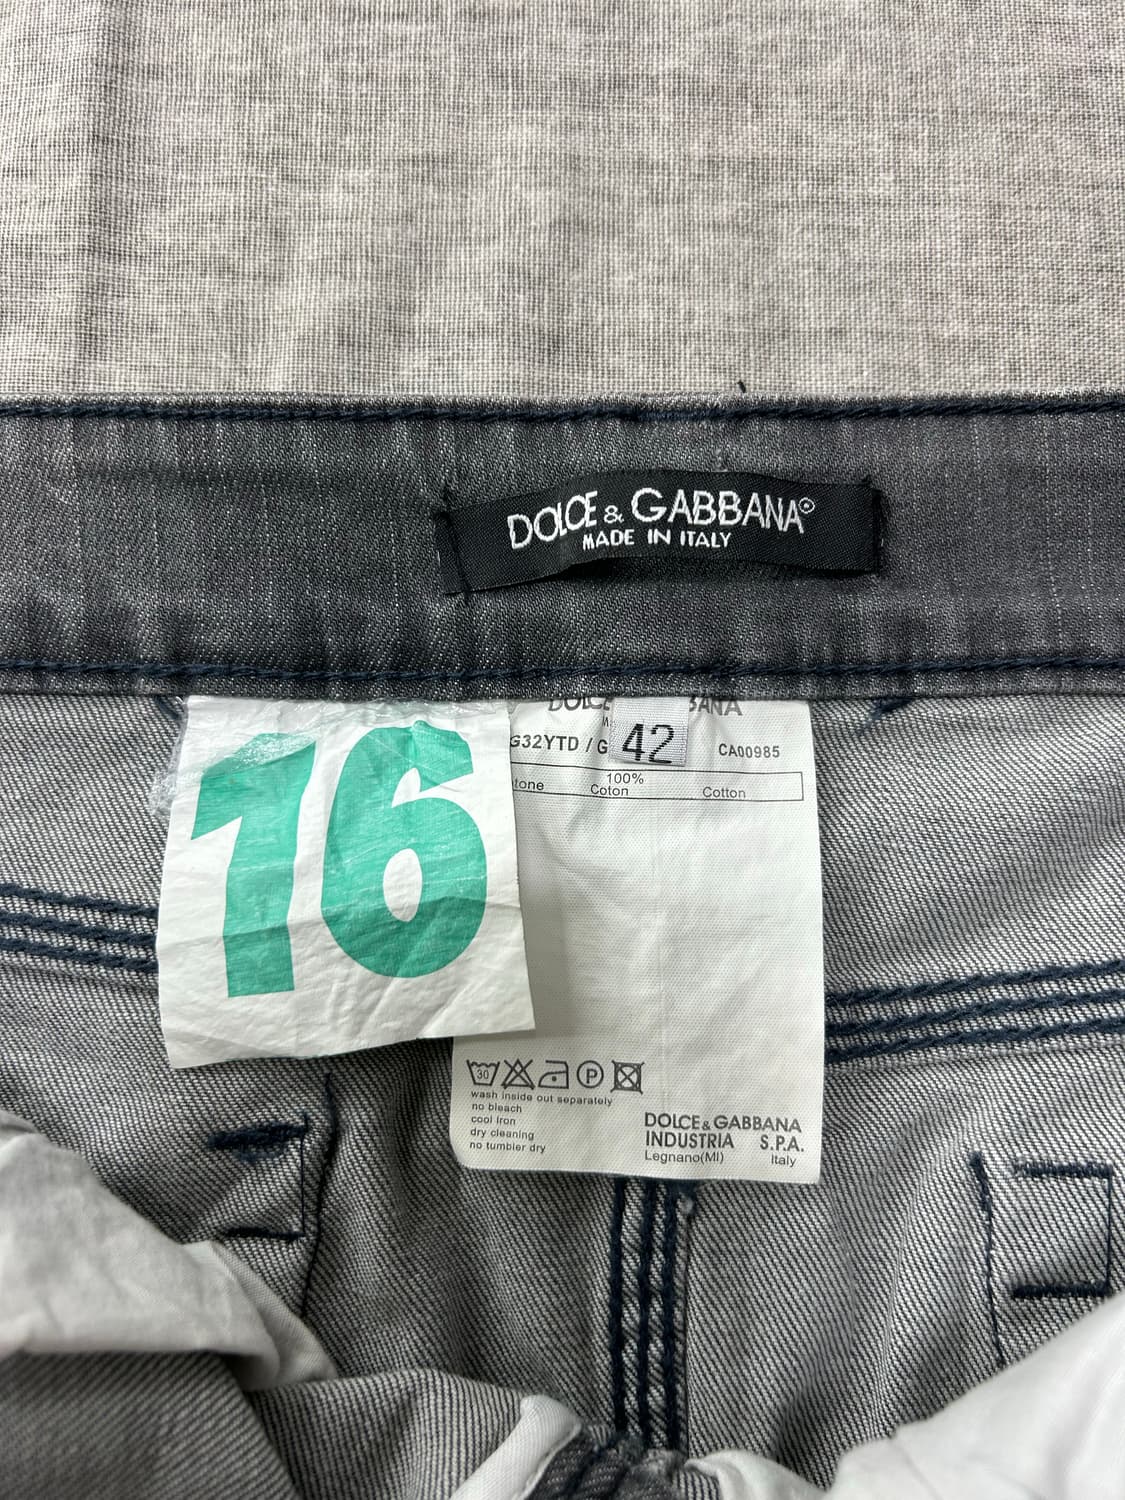 DOLCE & GABBANA®
MADE IN ITALY
16
42
G32YTD / G
CA00985
100%
Coton
Cotton
30
P
wash inside out separately
no bleach
cool iron
dry cleaning
no tumbler dry
DOLCE & GABBANA
INDUSTRIA S.P.A.
Legnano(MI)
Italy